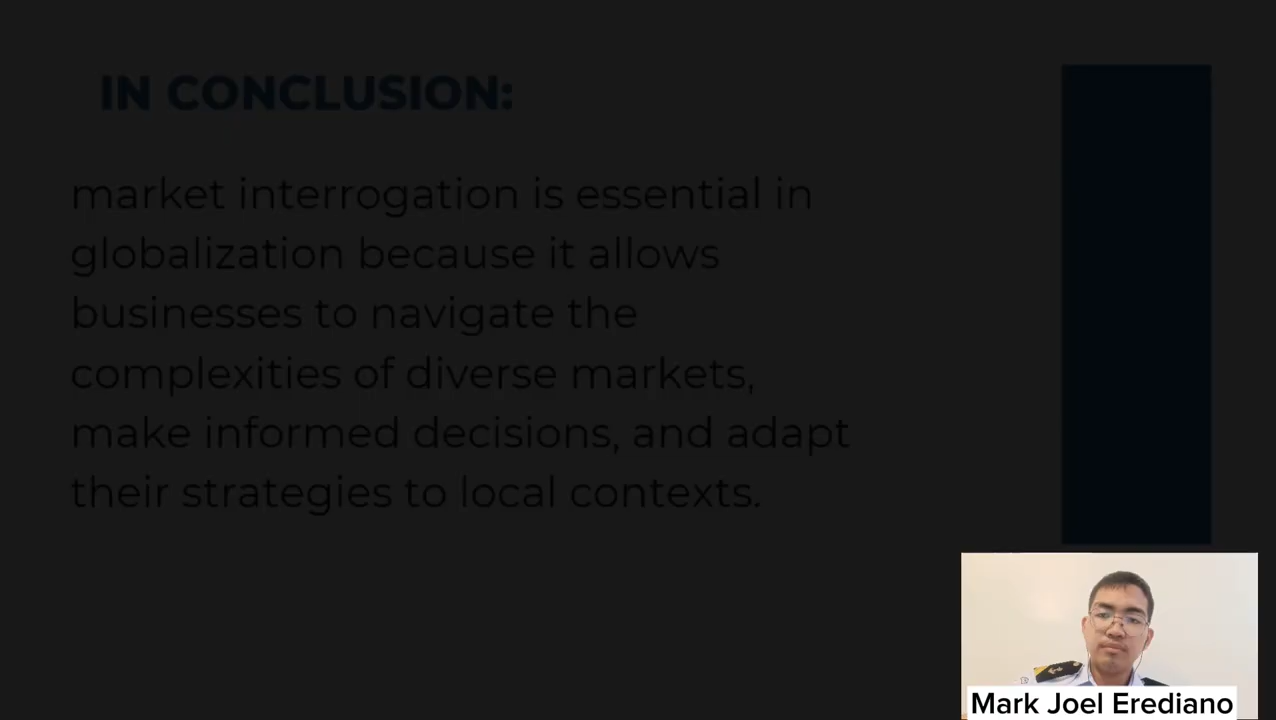 IN CONCLUSION:
market interrogation is essential in
globalization because it allows
businesses to navigate the
complexities of diverse markets,
make informed decisions, and adapt
their strategies to local contexts.
Mark Joel Erediano